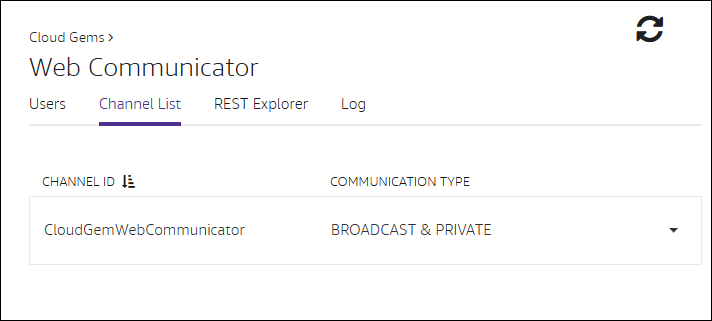 Cloud Gems >
Web Communicator
Users Channel List REST Explorer Log
CHANNEL ID COMMUNICATION TYPE
CloudGemWebCommunicator BROADCAST & PRIVATE